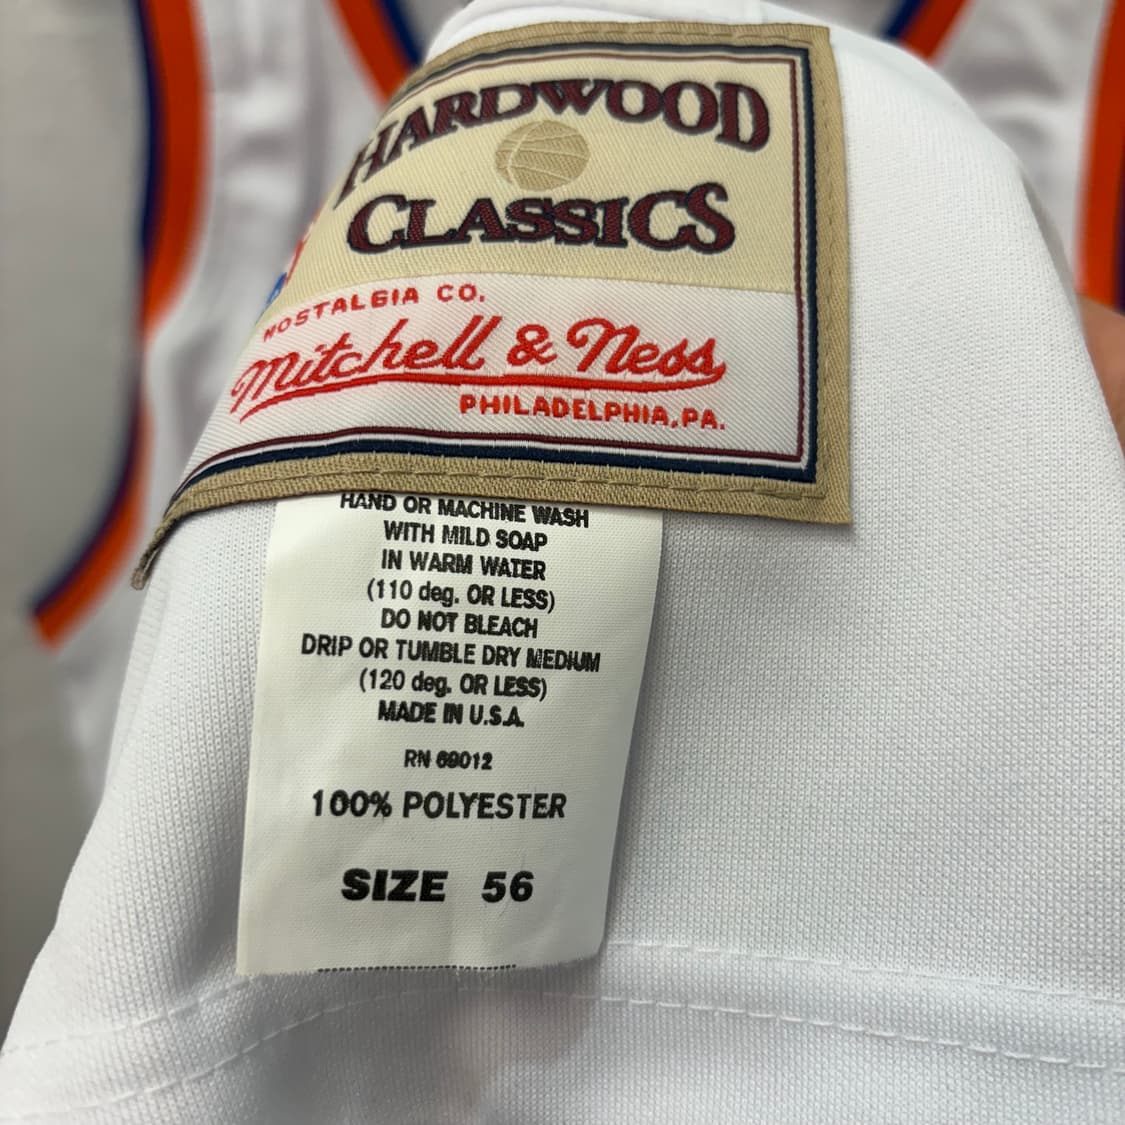 HARDWOOD
CLASSICS
NOSTALGIA CO.
Mitchell & Ness
PHILADELPHIA, PA.
HAND OR MACHINE WASH
WITH MILD SOAP
IN WARM WATER
(110 deg. OR LESS)
DO NOT BLEACH
DRIP OR TUMBLE DRY MEDIUM
(120 deg. OR LESS)
MADE IN U.S.A.
RN 69012
100% POLYESTER
SIZE 56